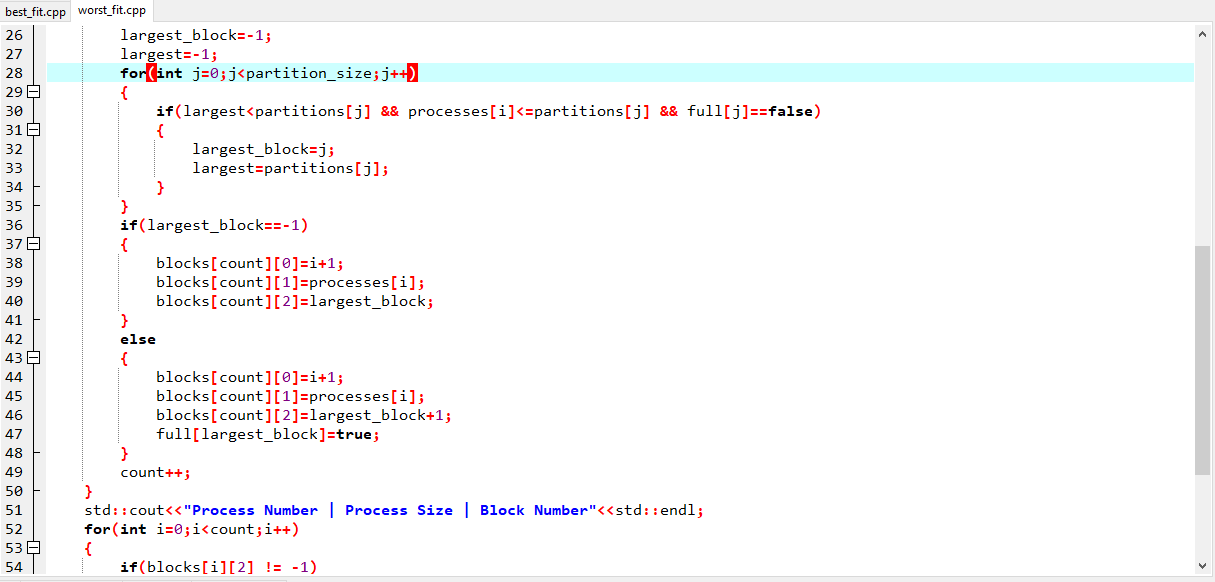 best_fit.cpp worst_fit.cpp
26 largest_block=-1;
27 largest=-1;
28 for(int j=0;j<partition_size;j++)
29 {
30 if(largest<partitions[j] && processes[i]<=partitions[j] && full[j]==false)
31 {
32 largest_block=j;
33 largest=partitions[j];
34 }
35 }
36 if(largest_block==-1)
37 {
38 blocks[count][0]=i+1;
39 blocks[count][1]=processes[i];
40 blocks[count][2]=largest_block;
41 }
42 else
43 {
44 blocks[count][0]=i+1;
45 blocks[count][1]=processes[i];
46 blocks[count][2]=largest_block+1;
47 full[largest_block]=true;
48 }
49 count++;
50 }
51 std::cout<<"Process Number | Process Size | Block Number"<<std::endl;
52 for(int i=0;i<count;i++)
53 {
54 if(blocks[i][2] != -1)